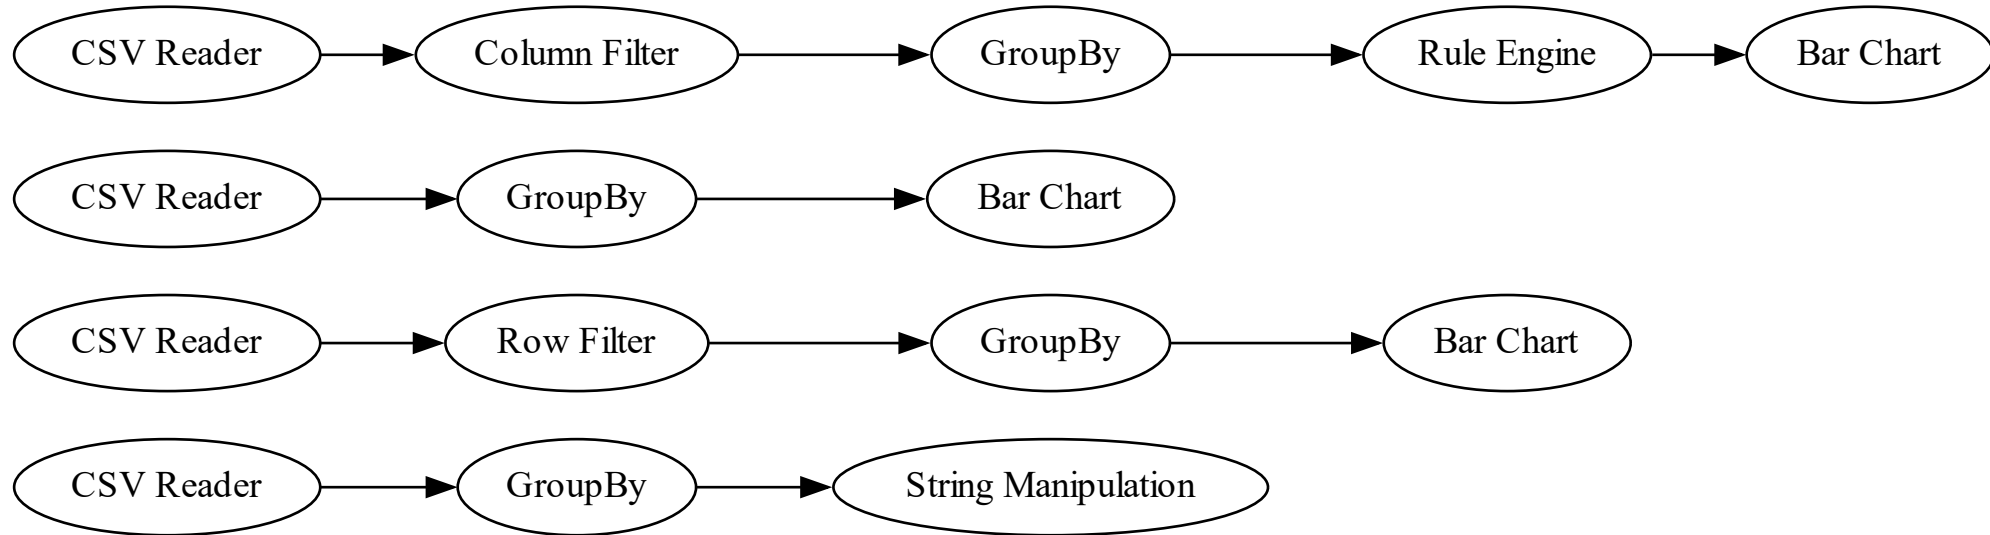 CSV Reader Column Filter GroupBy Rule Engine Bar Chart
CSV Reader GroupBy Bar Chart
CSV Reader Row Filter GroupBy Bar Chart
CSV Reader GroupBy String Manipulation